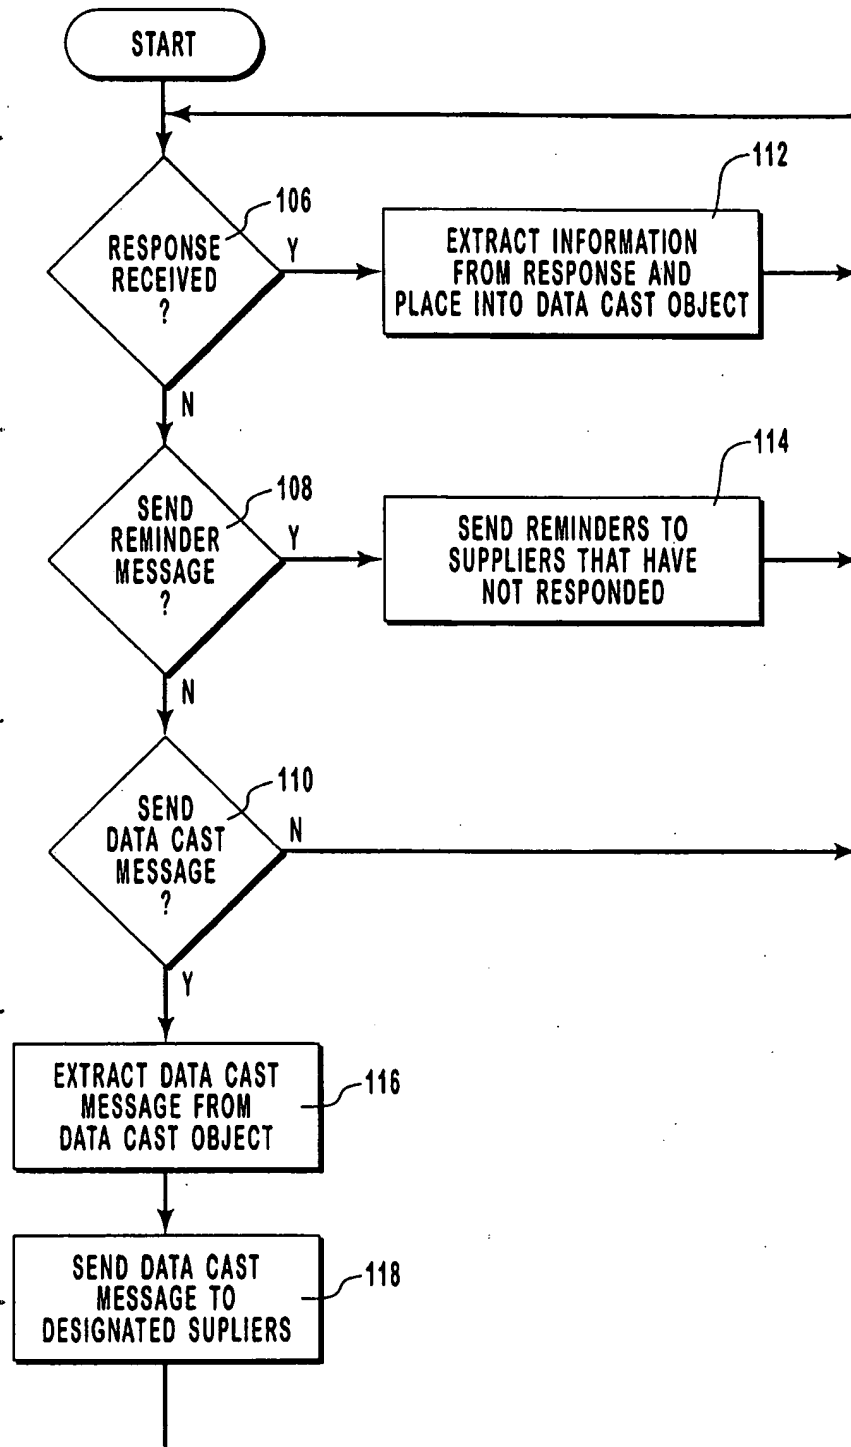 START
112
106
RESPONSE
RECEIVED
?
Y
EXTRACT INFORMATION
FROM RESPONSE AND
PLACE INTO DATA CAST OBJECT
N
114
108
SEND
REMINDER
MESSAGE
?
Y
SEND REMINDERS TO
SUPPLIERS THAT HAVE
NOT RESPONDED
N
110
SEND
DATA CAST
MESSAGE
?
N
Y
EXTRACT DATA CAST
MESSAGE FROM
DATA CAST OBJECT
116
SEND DATA CAST
MESSAGE TO
DESIGNATED SUPLIERS
118